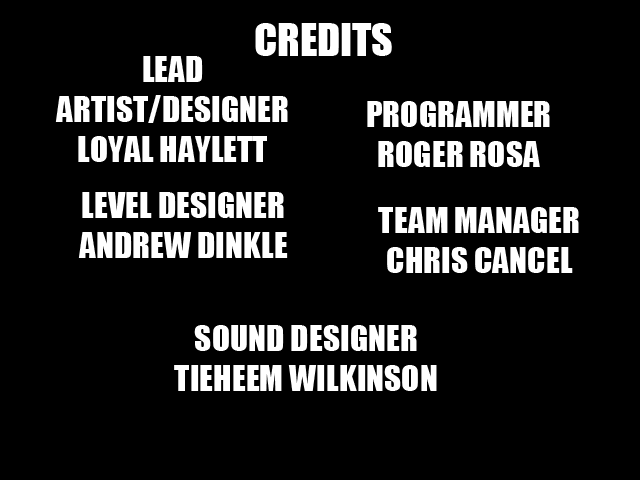 CREDITS
LEAD
ARTIST/DESIGNER
LOYAL HAYLETT
PROGRAMMER
ROGER ROSA
LEVEL DESIGNER
ANDREW DINKLE
TEAM MANAGER
CHRIS CANCEL
SOUND DESIGNER
TIEHEEM WILKINSON